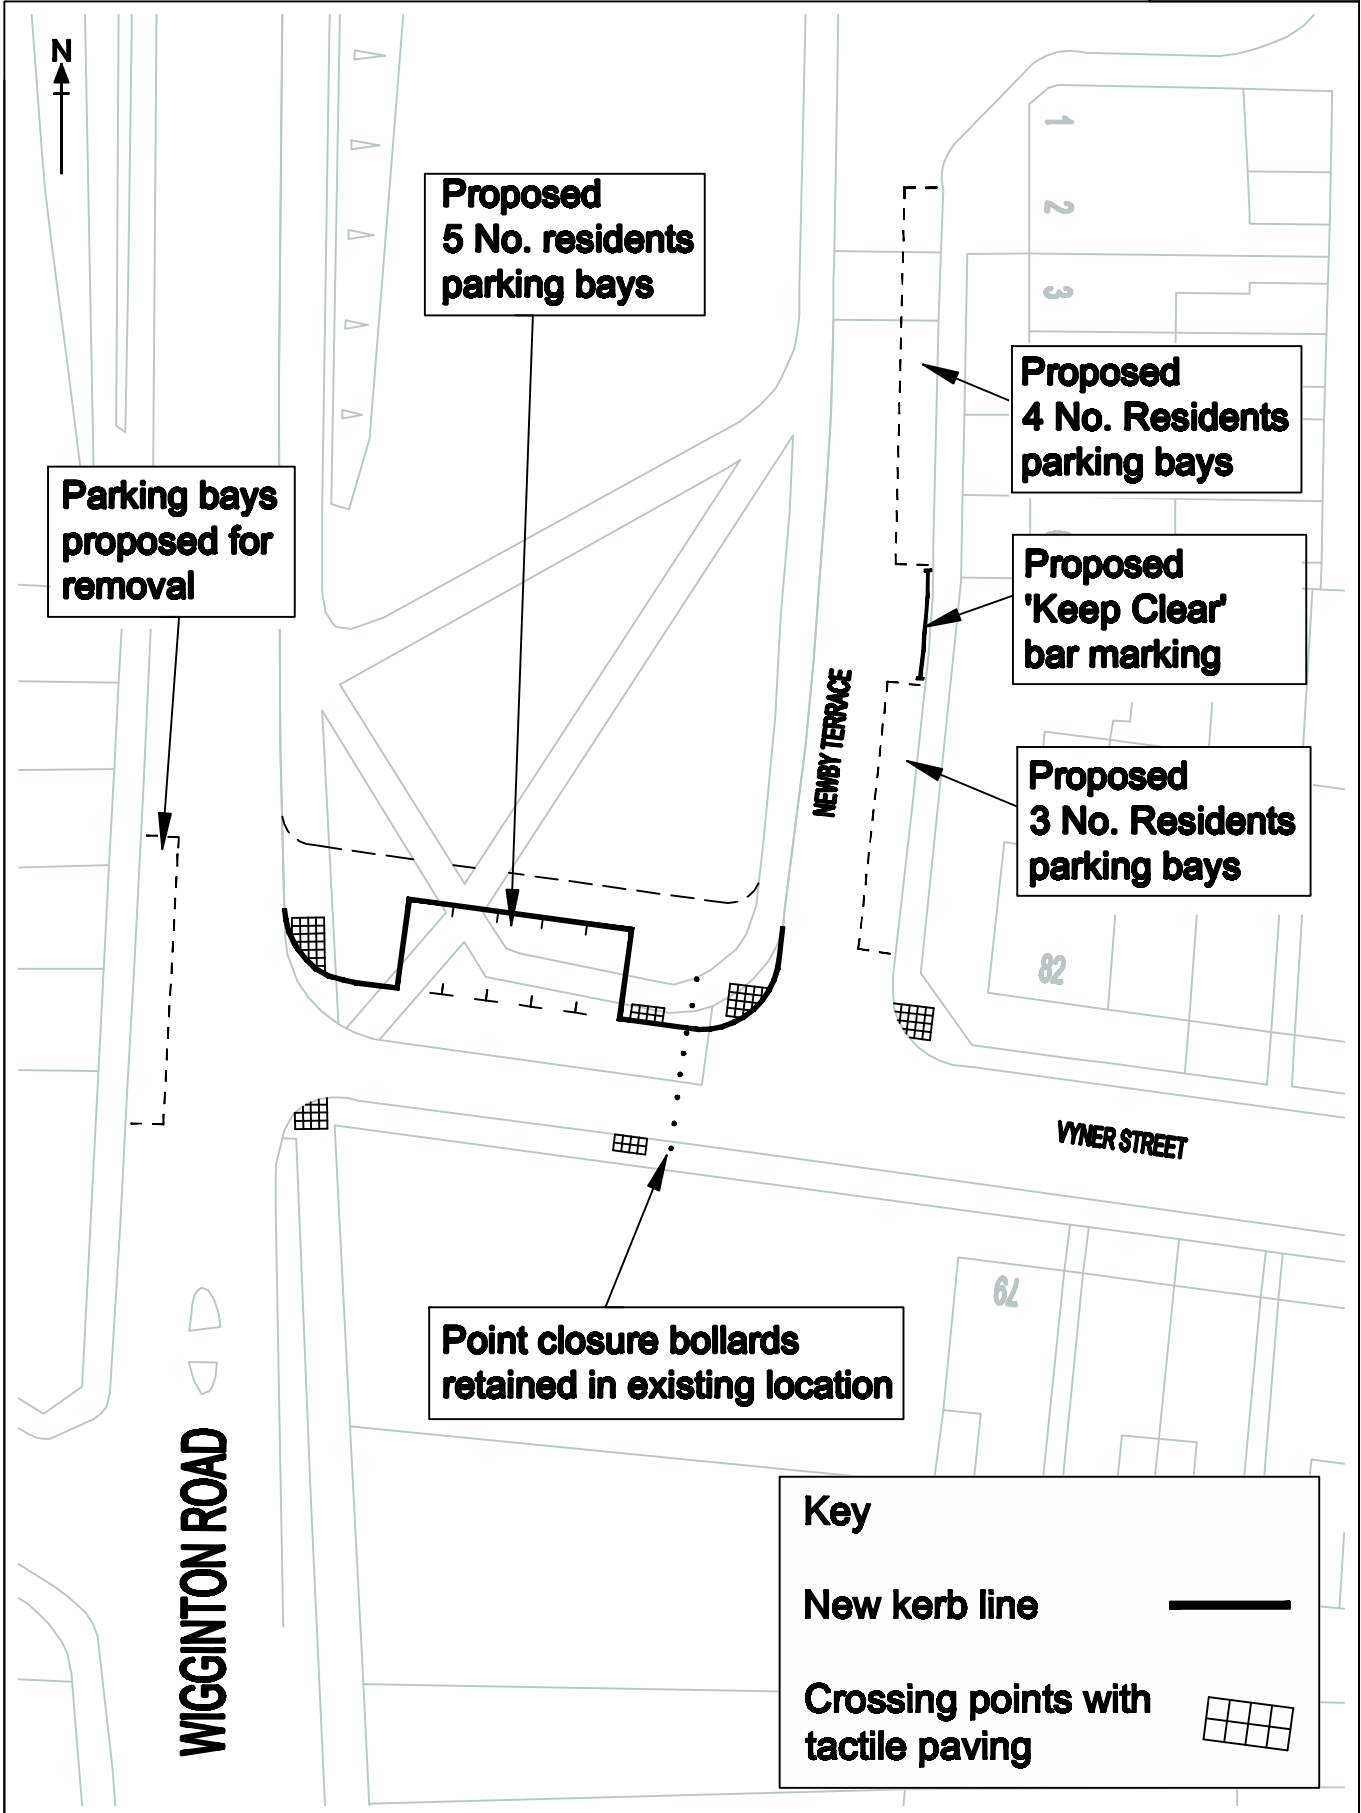 N
1
2
3
Proposed
5 No. residents
parking bays
Proposed
4 No. Residents
parking bays
Parking bays
proposed for
removal
Proposed
'Keep Clear'
bar marking
NEWBY TERRACE
Proposed
3 No. Residents
parking bays
82
VYNER STREET
79
Point closure bollards
retained in existing location
WIGGINTON ROAD
Key
New kerb line
Crossing points with
tactile paving